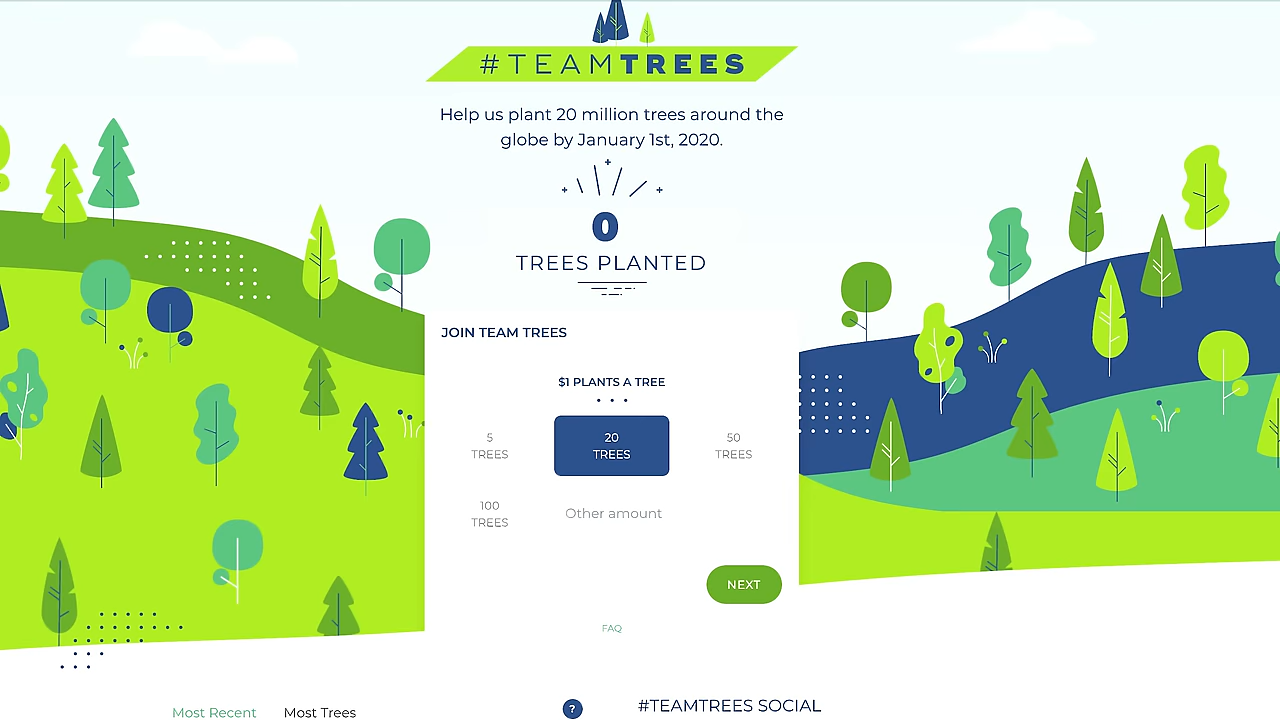 #TEAMTREES
Help us plant 20 million trees around the
globe by January 1st, 2020.
0
TREES PLANTED
JOIN TEAM TREES
$1 PLANTS A TREE
5
TREES
20
TREES
50
TREES
100
TREES
Other amount
NEXT
FAQ
Most Recent
Most Trees
?
#TEAMTREES SOCIAL